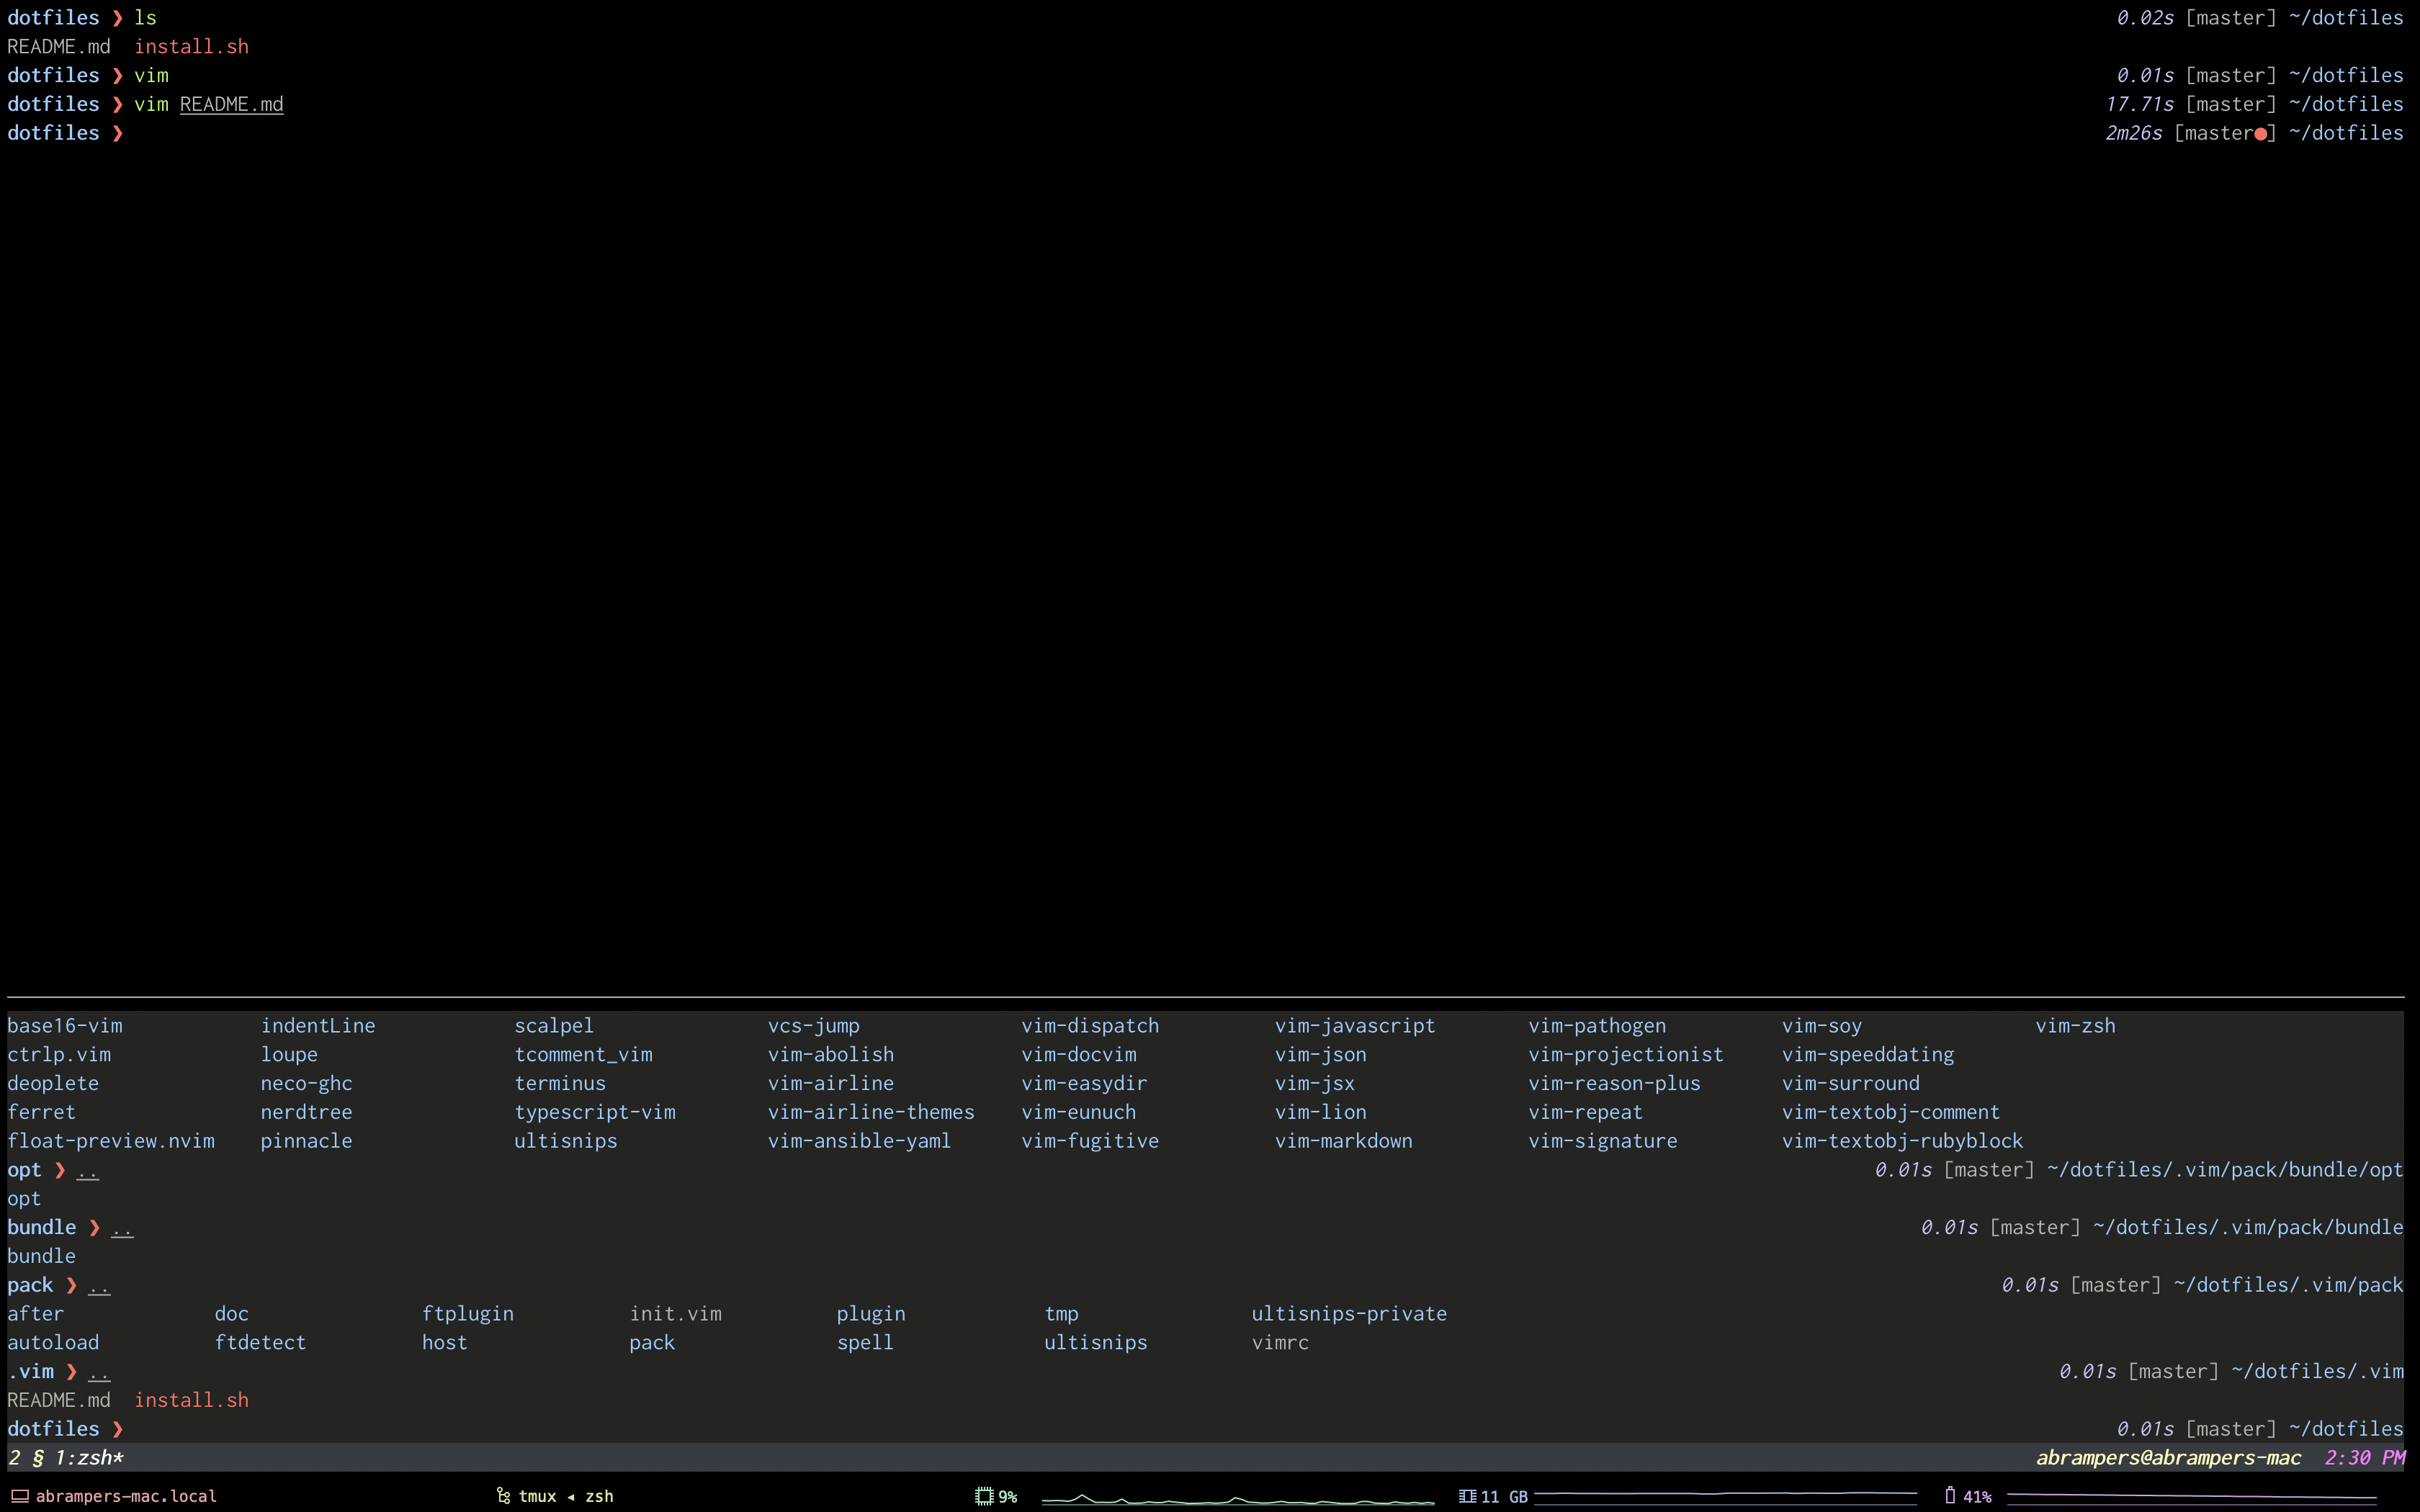 dotfiles ❯ ls 0.02s [master] ~/dotfiles
README.md install.sh
dotfiles ❯ vim 0.01s [master] ~/dotfiles
dotfiles ❯ vim README.md 17.71s [master] ~/dotfiles
dotfiles ❯ 2m26s [master●] ~/dotfiles
base16-vim indentLine scalpel vcs-jump vim-dispatch vim-javascript vim-pathogen vim-soy vim-zsh
ctrlp.vim loupe tcomment_vim vim-abolish vim-docvim vim-json vim-projectionist vim-speeddating
deoplete neco-ghc terminus vim-airline vim-easydir vim-jsx vim-reason-plus vim-surround
ferret nerdtree typescript-vim vim-airline-themes vim-eunuch vim-lion vim-repeat vim-textobj-comment
float-preview.nvim pinnacle ultisnips vim-ansible-yaml vim-fugitive vim-markdown vim-signature vim-textobj-rubyblock
opt ❯ .. 0.01s [master] ~/dotfiles/.vim/pack/bundle/opt
opt
bundle ❯ .. 0.01s [master] ~/dotfiles/.vim/pack/bundle
bundle
pack ❯ .. 0.01s [master] ~/dotfiles/.vim/pack
after doc ftplugin init.vim plugin tmp ultisnips-private
autoload ftdetect host pack spell ultisnips vimrc
.vim ❯ .. 0.01s [master] ~/dotfiles/.vim
README.md install.sh
dotfiles ❯ 0.01s [master] ~/dotfiles
2 § 1:zsh* abrampers@abrampers-mac 2:30 PM
abrampers-mac.local tmux ◂ zsh 9% 11 GB 41%